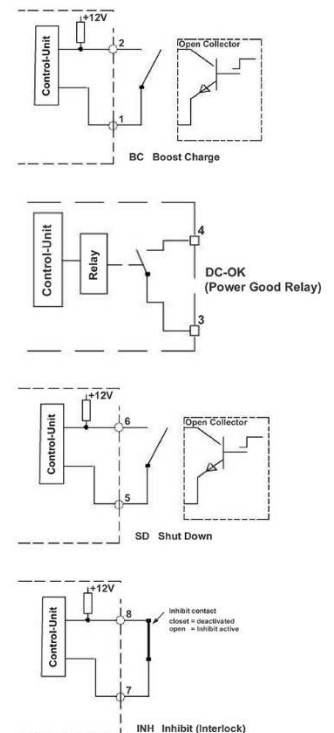 +12V
Control-Unit
2
1
Open Collector
BC Boost Charge
Control-Unit
Relay
4
3
DC-OK
(Power Good Relay)
+12V
Control-Unit
6
5
Open Collector
SD Shut Down
+12V
Control-Unit
8
7
Inhibit contact
closet = deactivated
open = Inhibit active
INH Inhibit (Interlock)